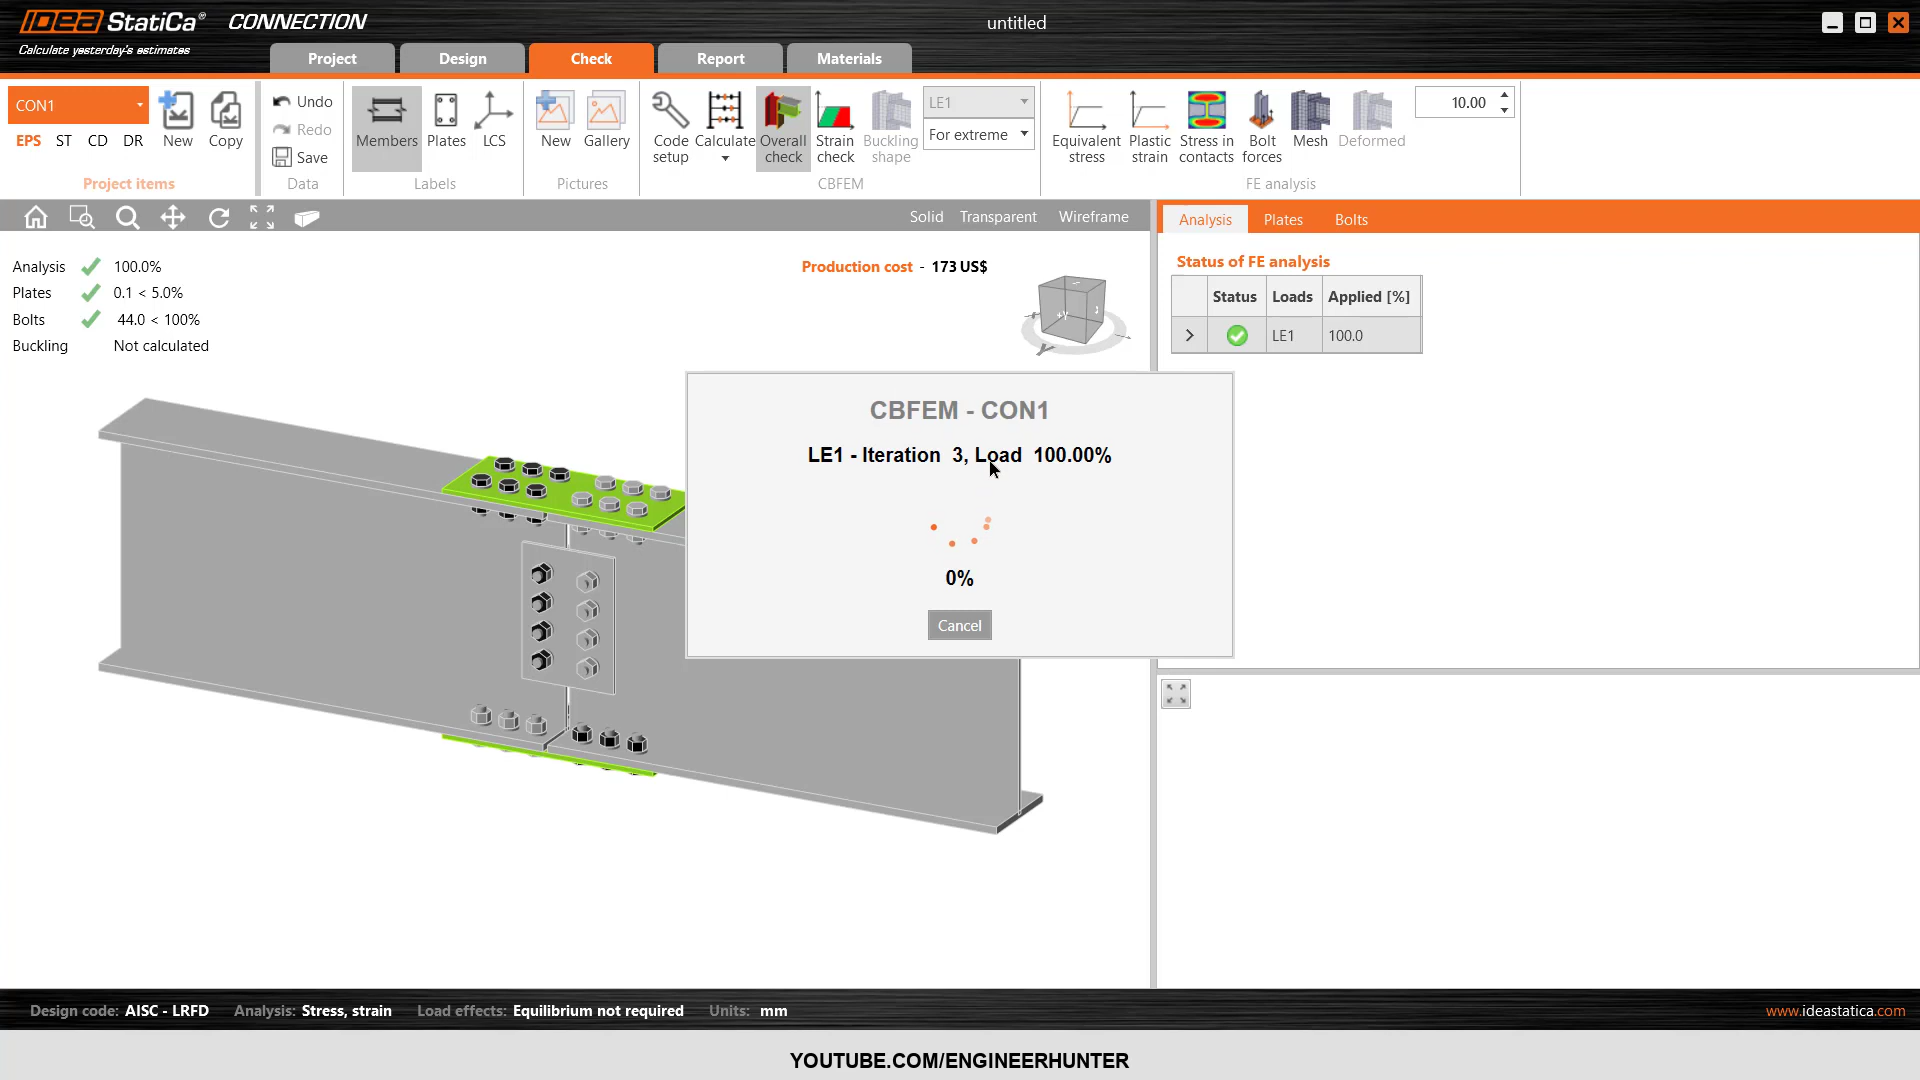 IDEA StatiCa® CONNECTION
Calculate yesterday's estimates
untitled
Project Design Check Report Materials
CON1
EPS ST CD DR
New Copy
Project items
Undo
Redo
Save
Data
Members Plates LCS
Labels
New Gallery
Pictures
Code setup Calculate Overall check Strain check Buckling shape
LE1
For extreme
CBFEM
Equivalent stress Plastic strain Stress in contacts Bolt forces Mesh Deformed
10.00
FE analysis
Solid Transparent Wireframe
Analysis 100.0%
Plates 0.1 < 5.0%
Bolts 44.0 < 100%
Buckling Not calculated
Production cost - 173 US$
Analysis Plates Bolts
Status of FE analysis
Status Loads Applied [%]
LE1 100.0
CBFEM - CON1
LE1 - Iteration 3, Load 100.00%
0%
Cancel
Design code: AISC - LRFD Analysis: Stress, strain Load effects: Equilibrium not required Units: mm
www.ideastatica.com
YOUTUBE.COM/ENGINEERHUNTER